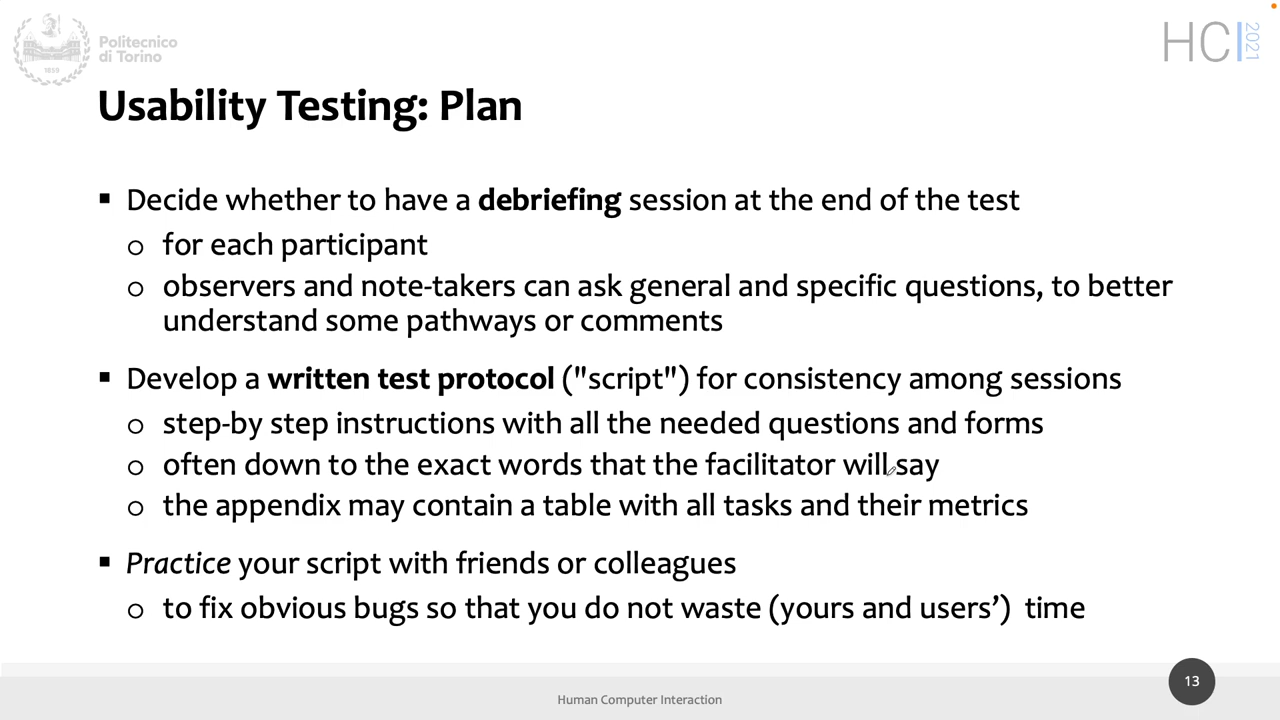 Politecnico
di Torino
1859
HCI 2021
Usability Testing: Plan
▪ Decide whether to have a debriefing session at the end of the test
o for each participant
o observers and note-takers can ask general and specific questions, to better
understand some pathways or comments
▪ Develop a written test protocol ("script") for consistency among sessions
o step-by step instructions with all the needed questions and forms
o often down to the exact words that the facilitator will say
o the appendix may contain a table with all tasks and their metrics
▪ Practice your script with friends or colleagues
o to fix obvious bugs so that you do not waste (yours and users’) time
Human Computer Interaction
13